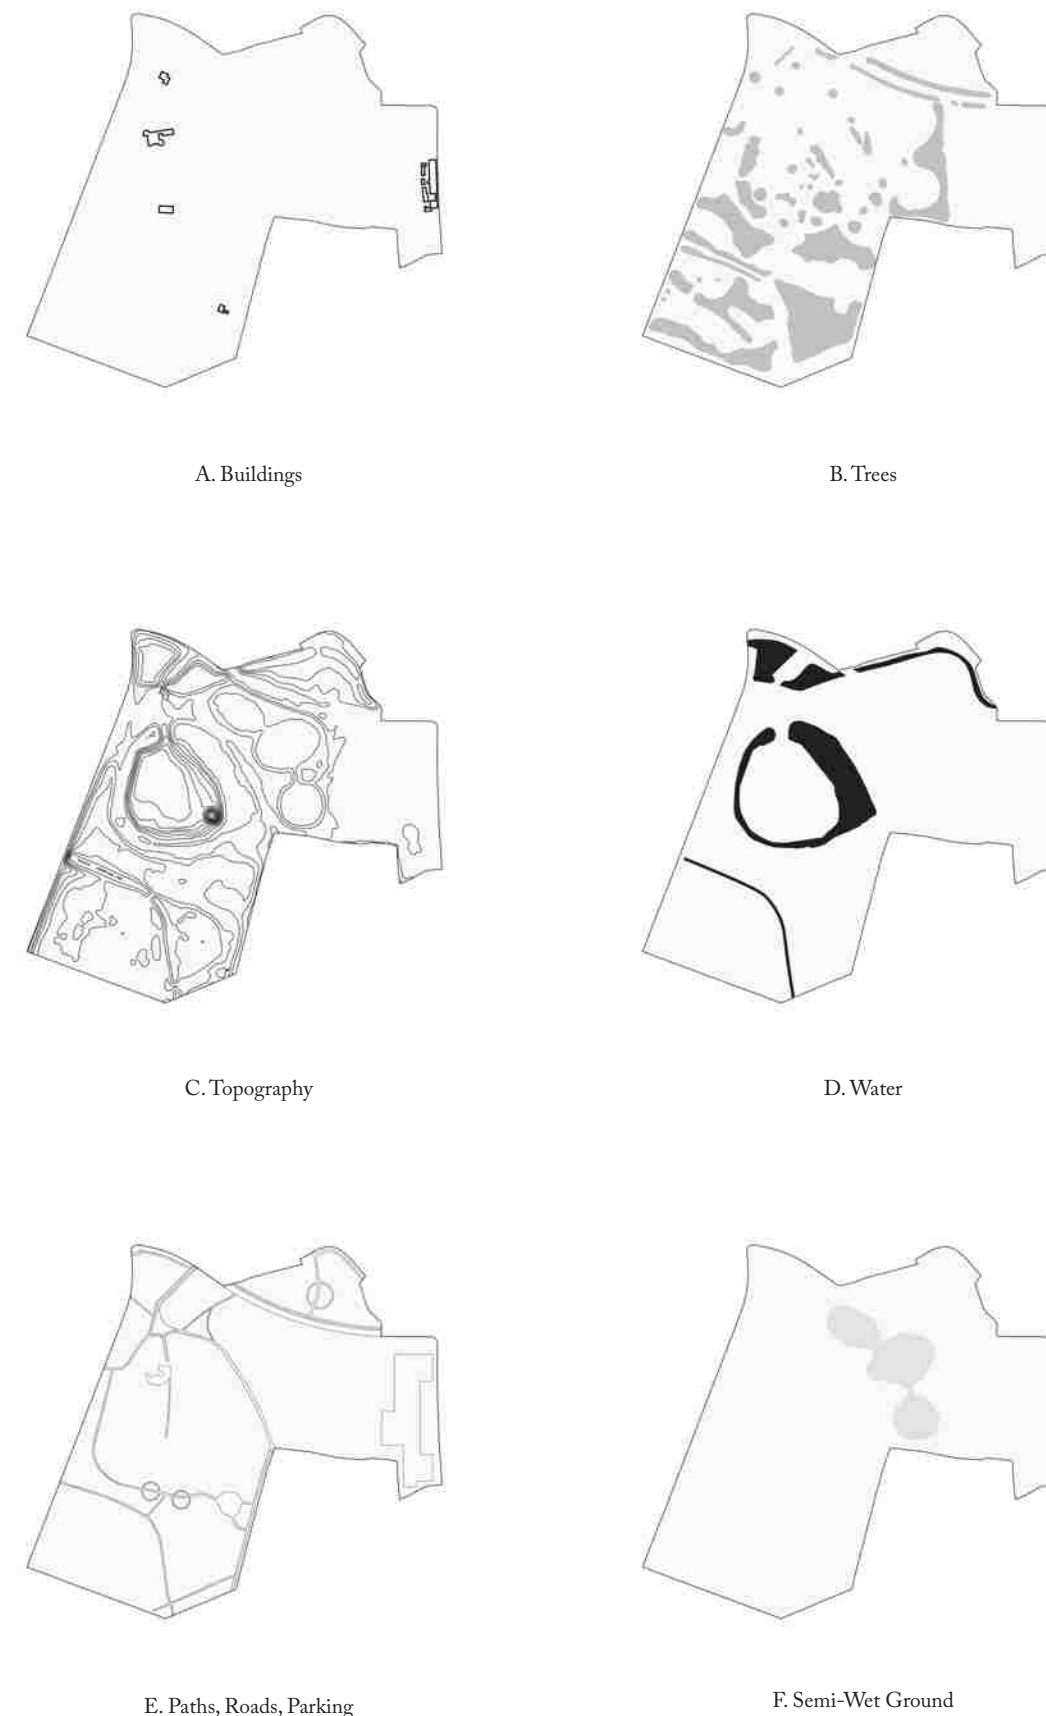 A. Buildings
B. Trees
C. Topography
D. Water
E. Paths, Roads, Parking
F. Semi-Wet Ground